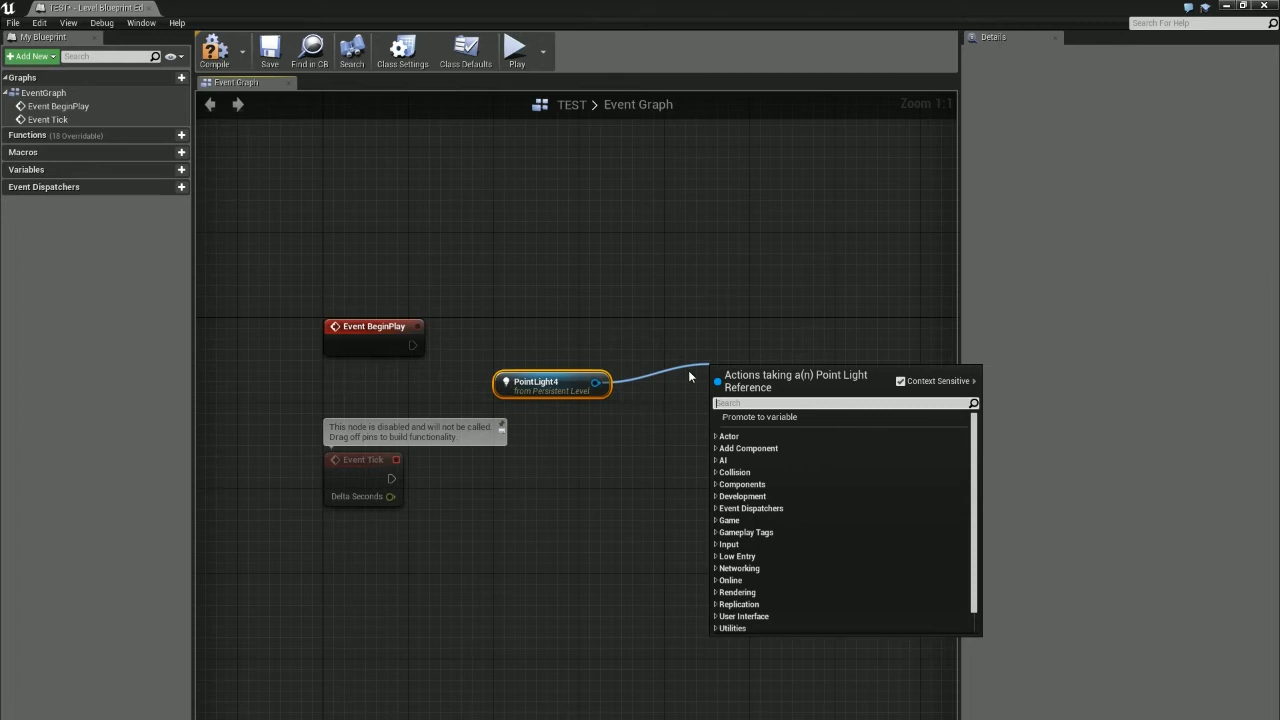 TEST* - Level Blueprint Ed
File Edit View Debug Window Help
Search For Help
My Blueprint
Details
+Add New
Search
Compile
Save
Find in CB
Search
Class Settings
Class Defaults
Play
Graphs
EventGraph
Event BeginPlay
Event Tick
Functions (18 Overridable)
Macros
Variables
Event Dispatchers
Event Graph
TEST > Event Graph
Zoom 1:1
Event BeginPlay
PointLight4
from Persistent Level
This node is disabled and will not be called.
Drag off pins to build functionality.
Event Tick
Delta Seconds
Actions taking a(n) Point Light
Reference
Context Sensitive
Search
Promote to variable
Actor
Add Component
AI
Collision
Components
Development
Event Dispatchers
Game
Gameplay Tags
Input
Low Entry
Networking
Online
Rendering
Replication
User Interface
Utilities